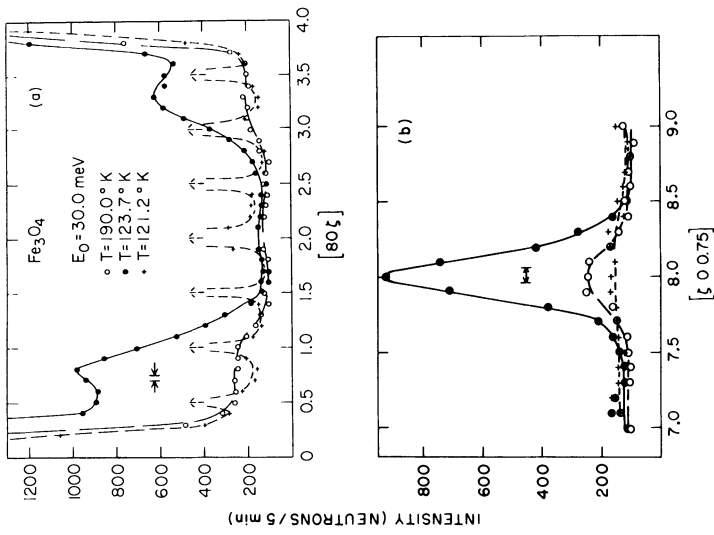 (a)
Fe₃O₄
E₀=30.0 meV
○ T=190.0°K
● T=123.7°K
+ T=121.2°K
1200
1000
800
600
400
200
0
0.5
1.0
1.5
2.0
2.5
3.0
3.5
4.0
[80ζ]
(b)
800
600
400
200
7.0
7.5
8.0
8.5
9.0
[ζ 0 0.75]
INTENSITY (NEUTRONS/5 min)